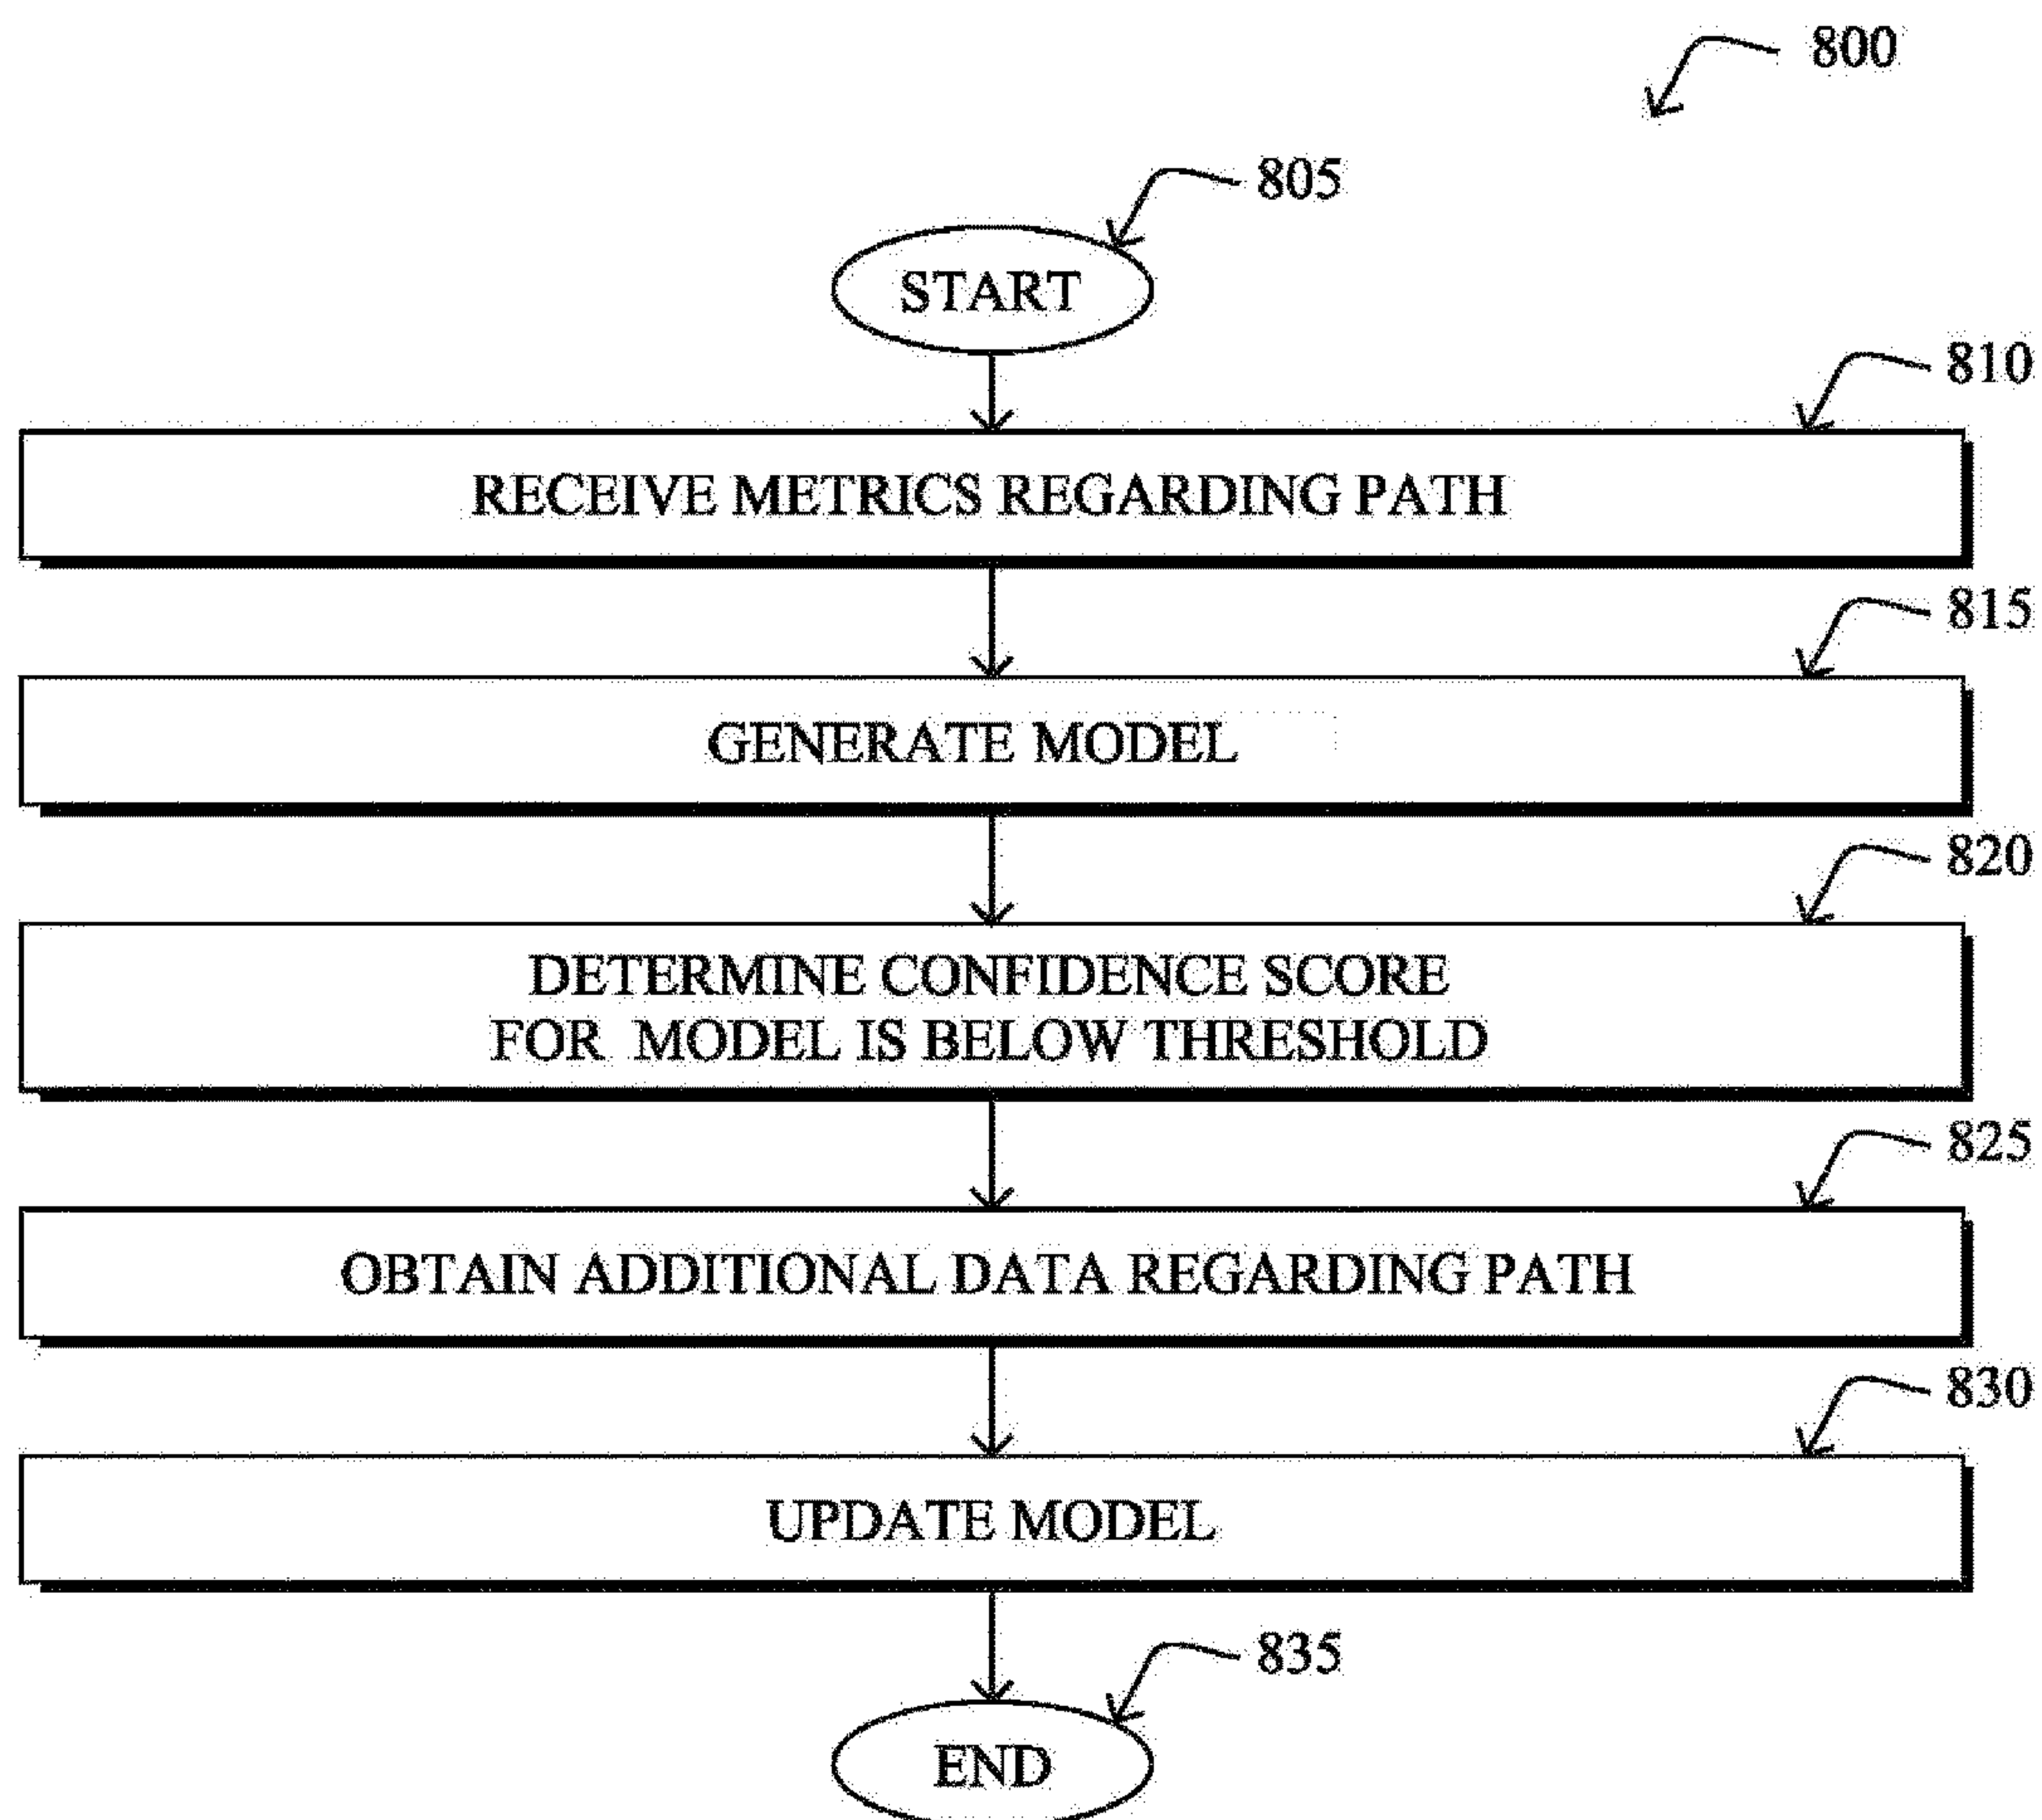 800
805
START
810
RECEIVE METRICS REGARDING PATH
815
GENERATE MODEL
820
DETERMINE CONFIDENCE SCORE
FOR MODEL IS BELOW THRESHOLD
825
OBTAIN ADDITIONAL DATA REGARDING PATH
830
UPDATE MODEL
835
END